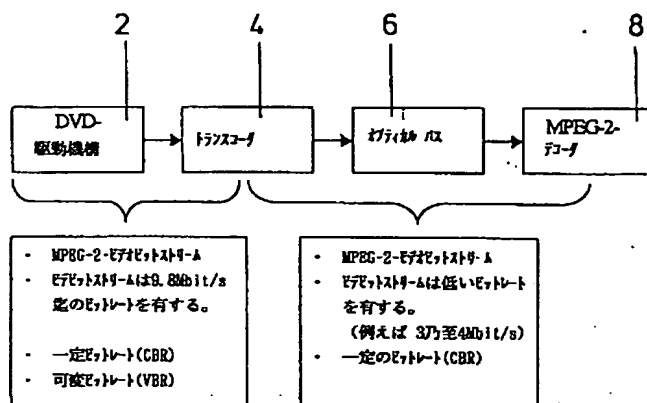 2
4
6
8
DVD-
駆動機構
トランスコーダ
オプティカル バス
MPEG-2-
デコーダ
・ MPEG-2-ビデオビットストリーム
・ ビデビットストリームは9.8Mbit/s
迄のビットレートを有する。
・ 一定ビットレート(CBR)
・ 可変ビットレート(VBR)
・ MPEG-2-ビデオビットストリーム
・ ビデビットストリームは低いビットレート
を有する。
(例えば 3乃至4Mbit/s)
・ 一定のビットレート(CBR)